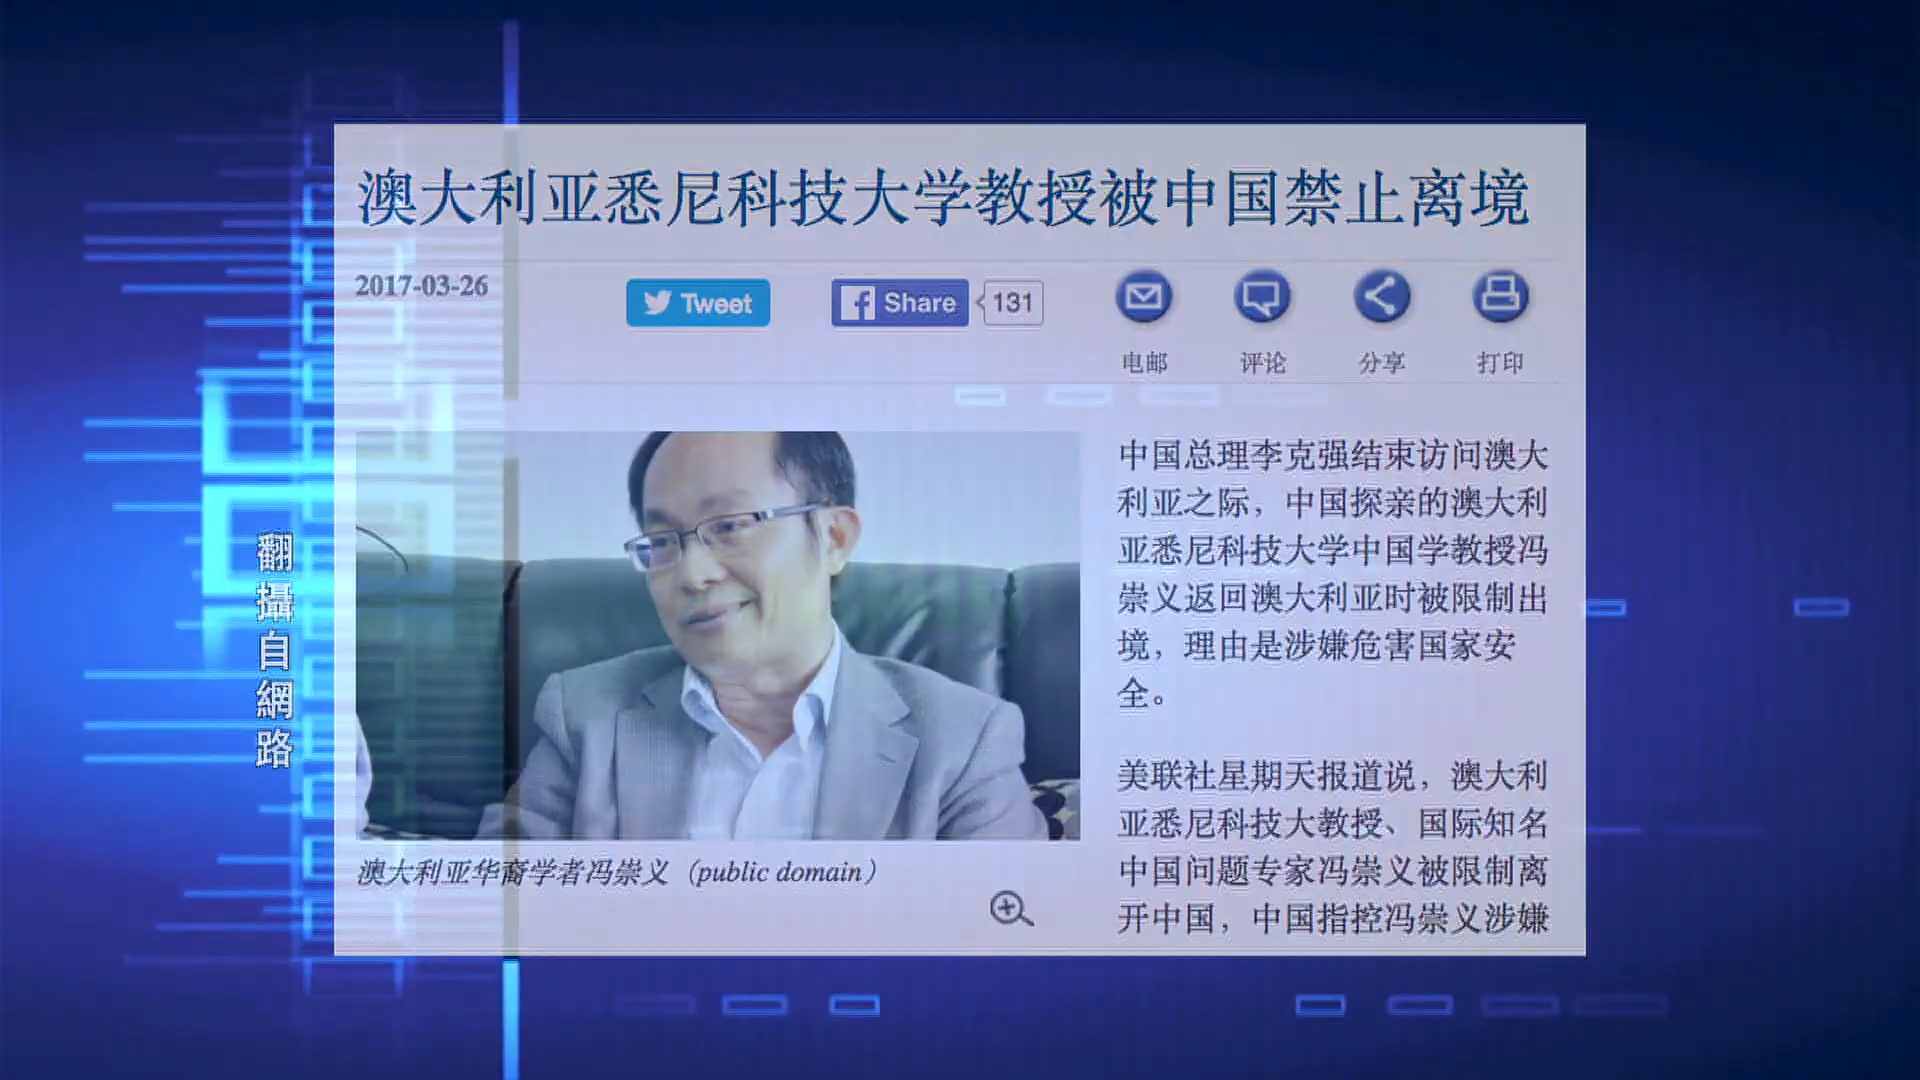 澳大利亚悉尼科技大学教授被中国禁止离境
2017-03-26
Tweet
Share
131
电邮
评论
分享
打印
中国总理李克强结束访问澳大
利亚之际，中国探亲的澳大利
亚悉尼科技大学中国学教授冯
崇义返回澳大利亚时被限制出
境，理由是涉嫌危害国家安
全。
美联社星期天报道说，澳大利
亚悉尼科技大教授、国际知名
中国问题专家冯崇义被限制离
开中国，中国指控冯崇义涉嫌
澳大利亚华裔学者冯崇义（public domain）
翻攝自網路